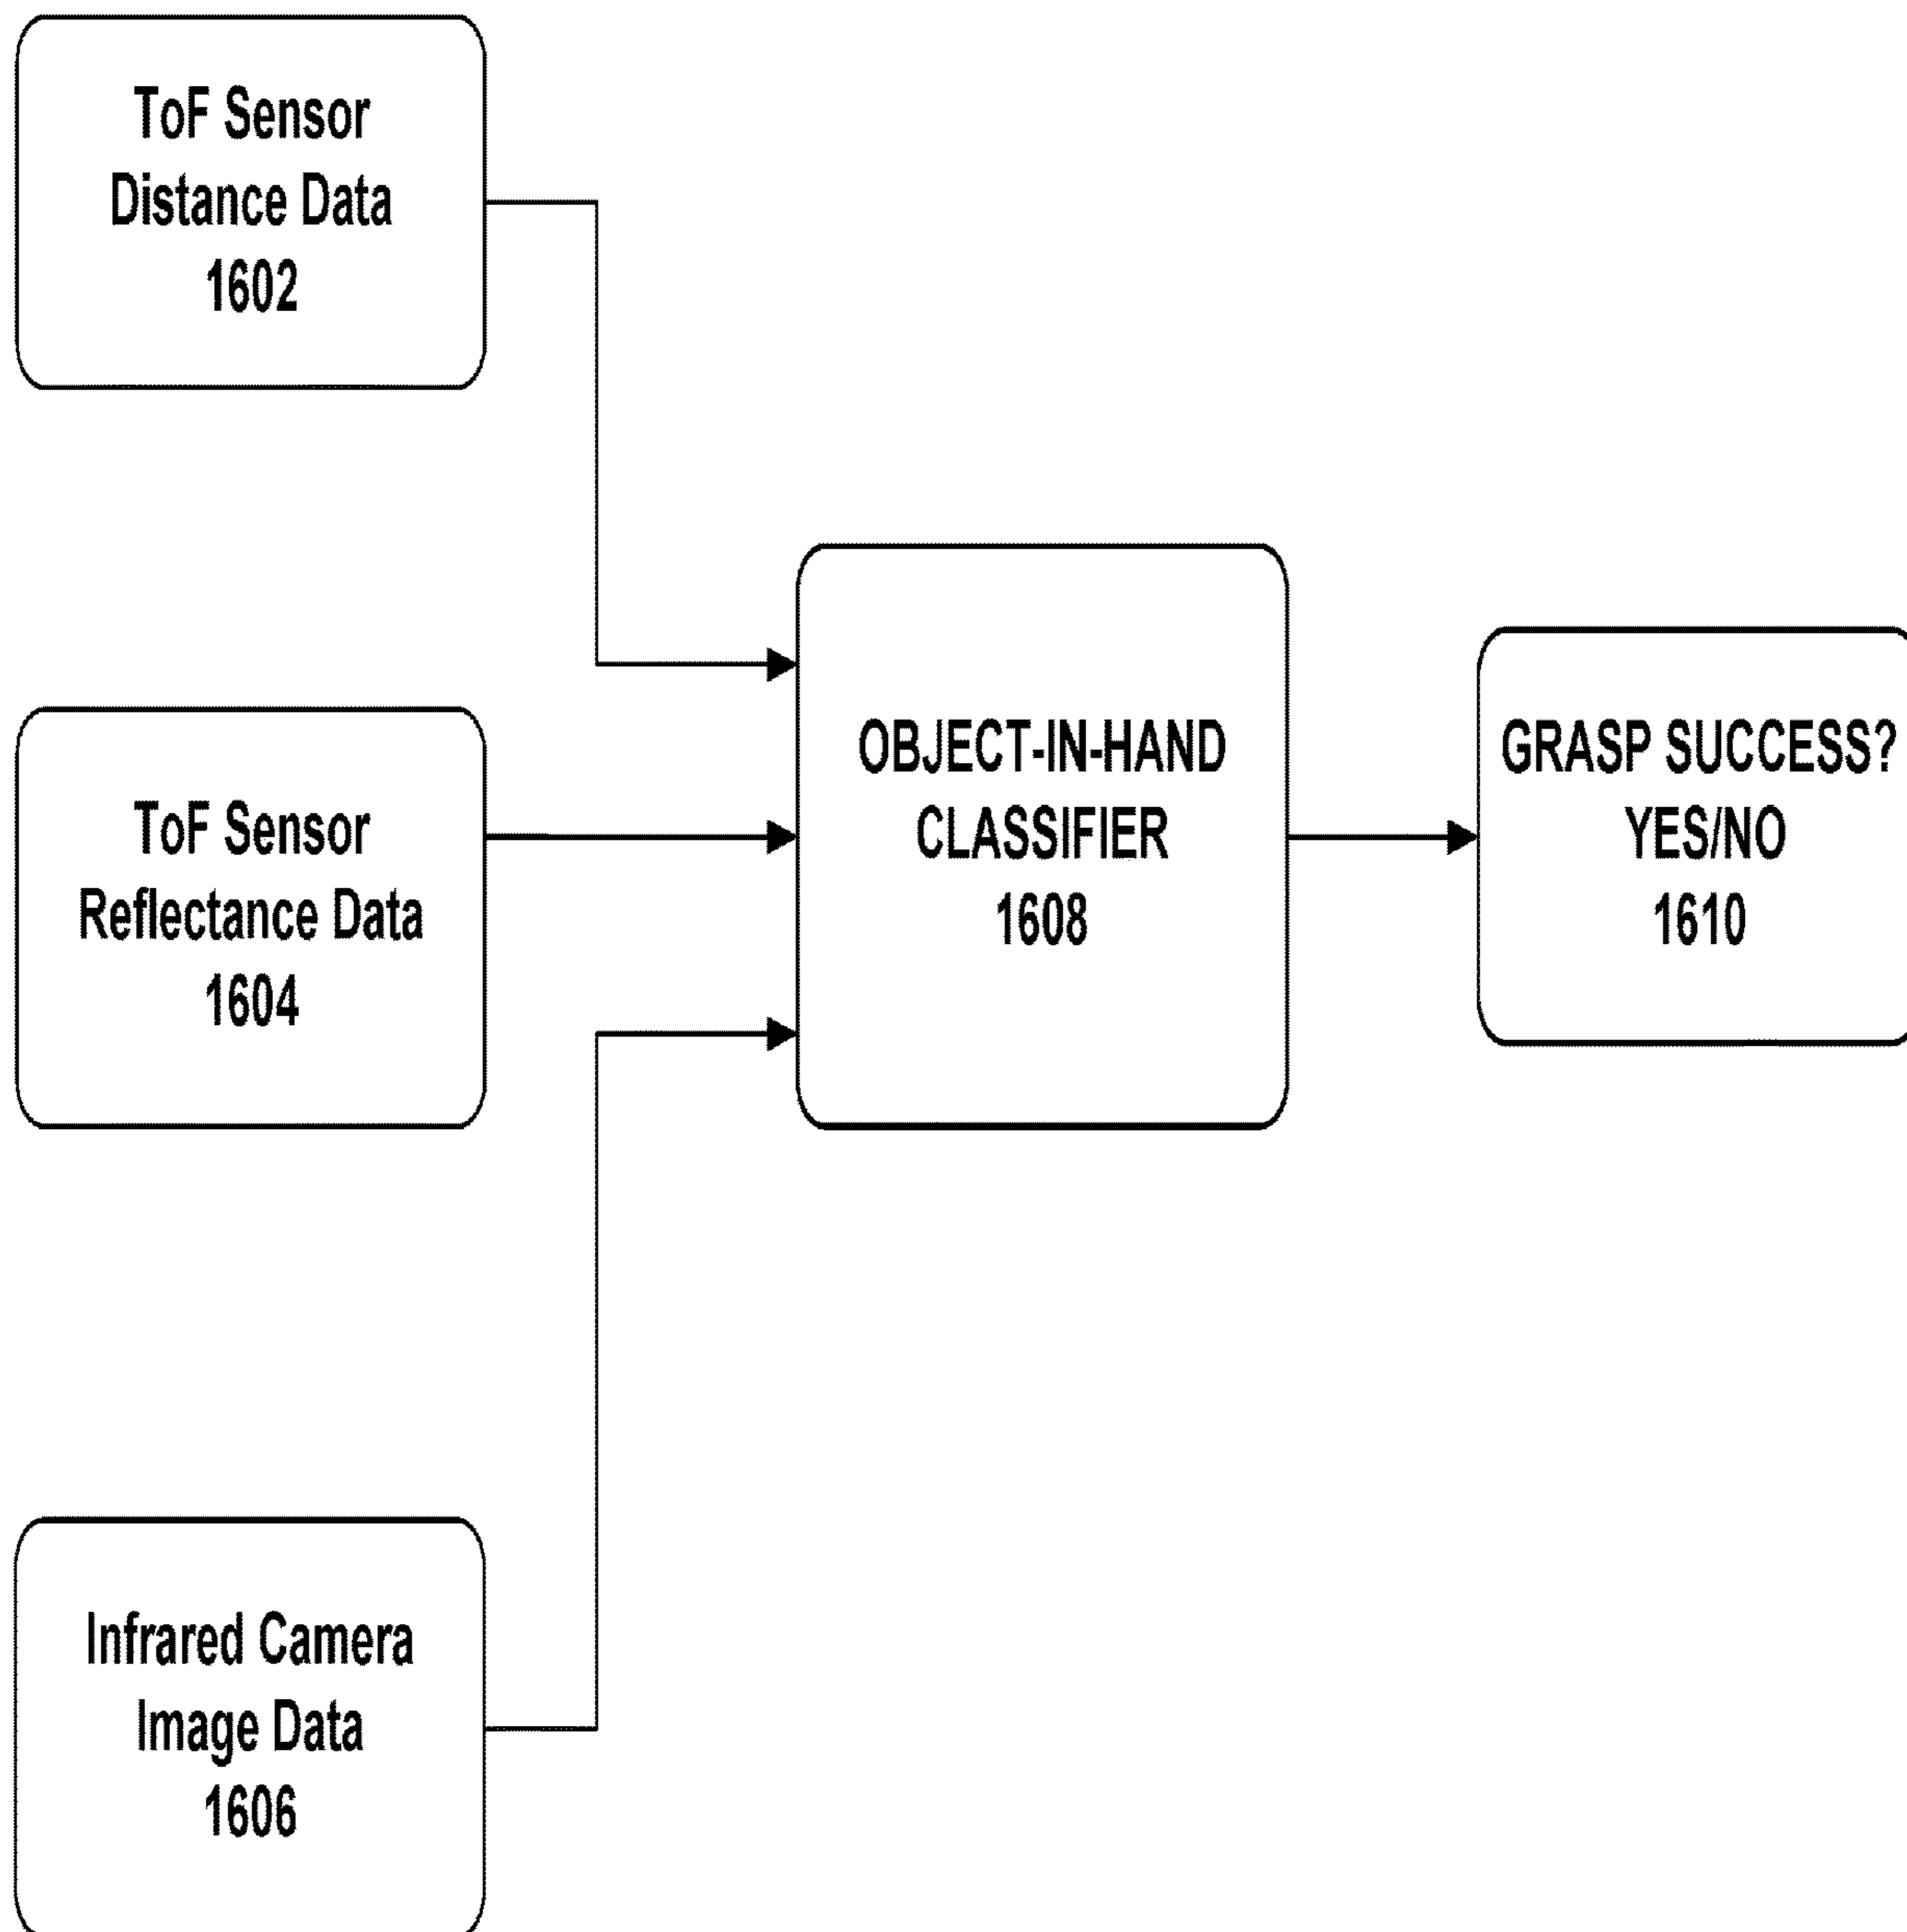 ToF Sensor
Distance Data
1602
ToF Sensor
Reflectance Data
1604
Infrared Camera
Image Data
1606
OBJECT-IN-HAND
CLASSIFIER
1608
GRASP SUCCESS?
YES/NO
1610